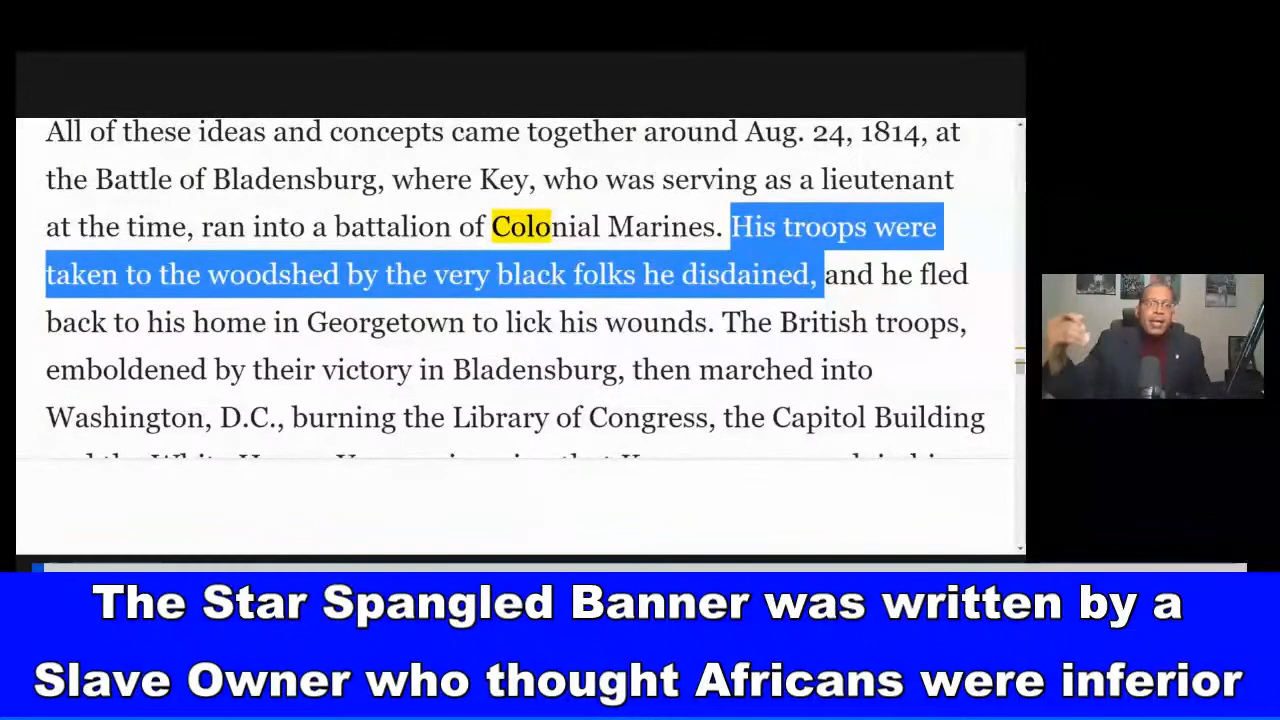 All of these ideas and concepts came together around Aug. 24, 1814, at
the Battle of Bladensburg, where Key, who was serving as a lieutenant
at the time, ran into a battalion of Colonial Marines. His troops were
taken to the woodshed by the very black folks he disdained, and he fled
back to his home in Georgetown to lick his wounds. The British troops,
emboldened by their victory in Bladensburg, then marched into
Washington, D.C., burning the Library of Congress, the Capitol Building
The Star Spangled Banner was written by a
Slave Owner who thought Africans were inferior